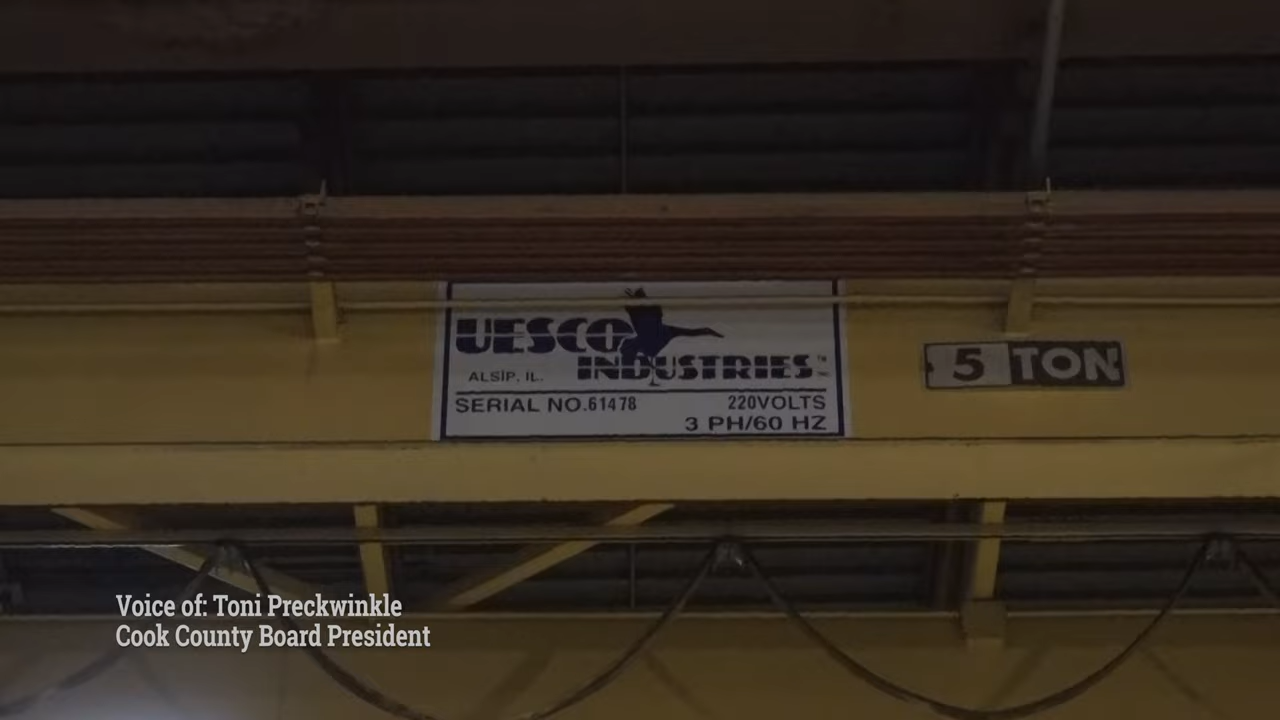 UESCO
INDUSTRIES™
ALSIP, IL.
SERIAL NO.61478
220VOLTS
3 PH/60 HZ
5 TON
Voice of: Toni Preckwinkle
Cook County Board President